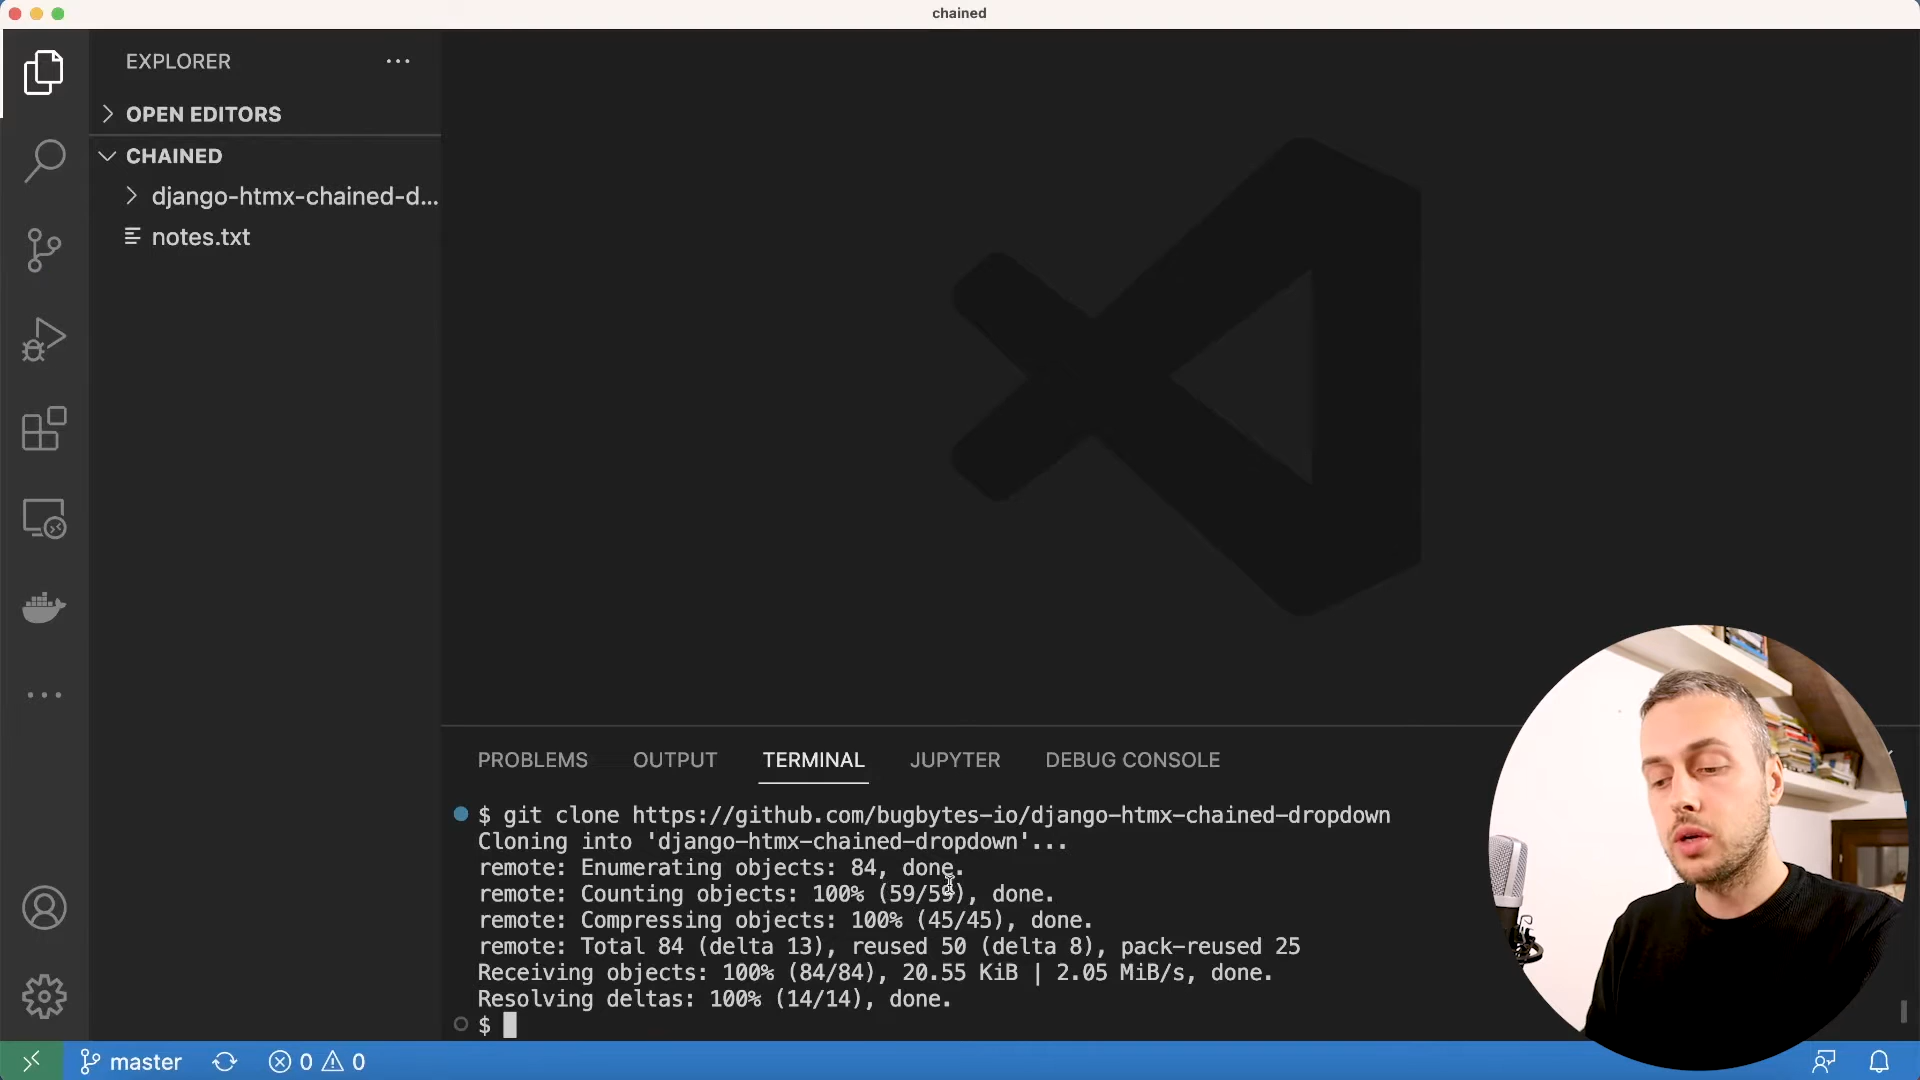 chained
EXPLORER
OPEN EDITORS
CHAINED
django-htmx-chained-d...
notes.txt
PROBLEMS OUTPUT TERMINAL JUPYTER DEBUG CONSOLE
$ git clone https://github.com/bugbytes-io/django-htmx-chained-dropdown
Cloning into 'django-htmx-chained-dropdown'...
remote: Enumerating objects: 84, done.
remote: Counting objects: 100% (59/59), done.
remote: Compressing objects: 100% (45/45), done.
remote: Total 84 (delta 13), reused 50 (delta 8), pack-reused 25
Receiving objects: 100% (84/84), 20.55 KiB | 2.05 MiB/s, done.
Resolving deltas: 100% (14/14), done.
$
master 0 0